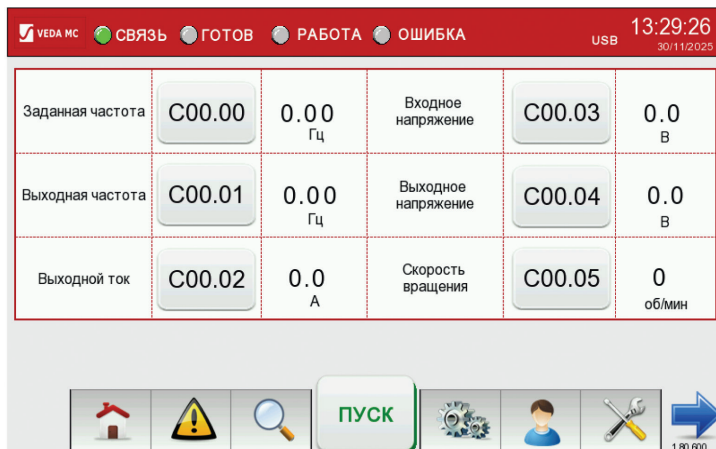 VEDA MC СВЯЗЬ ГОТОВ РАБОТА ОШИБКА USB 13:29:26
30/11/2025
Заданная частота C00.00 0.00 Гц Входное напряжение C00.03 0.0 В
Выходная частота C00.01 0.00 Гц Выходное напряжение C00.04 0.0 В
Выходной ток C00.02 0.0 А Скорость вращения C00.05 0 об/мин
ПУСК
1.80.600